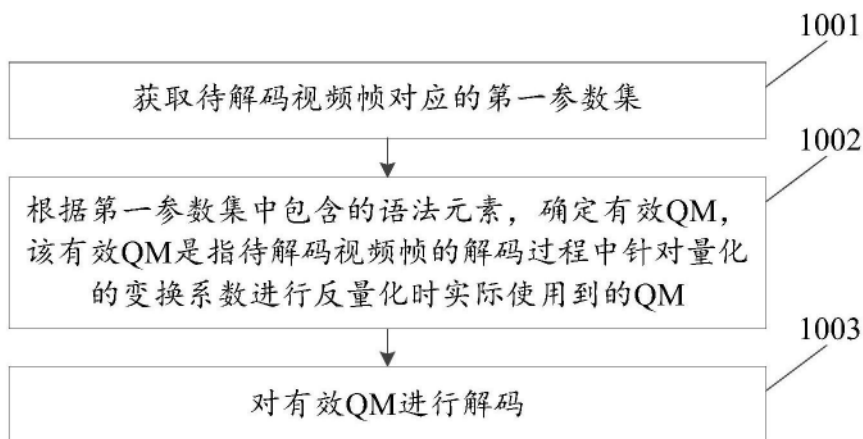 1001
获取待解码视频帧对应的第一参数集
1002
根据第一参数集中包含的语法元素，确定有效QM，
该有效QM是指待解码视频帧的解码过程中针对量化
的变换系数进行反量化时实际使用到的QM
1003
对有效QM进行解码